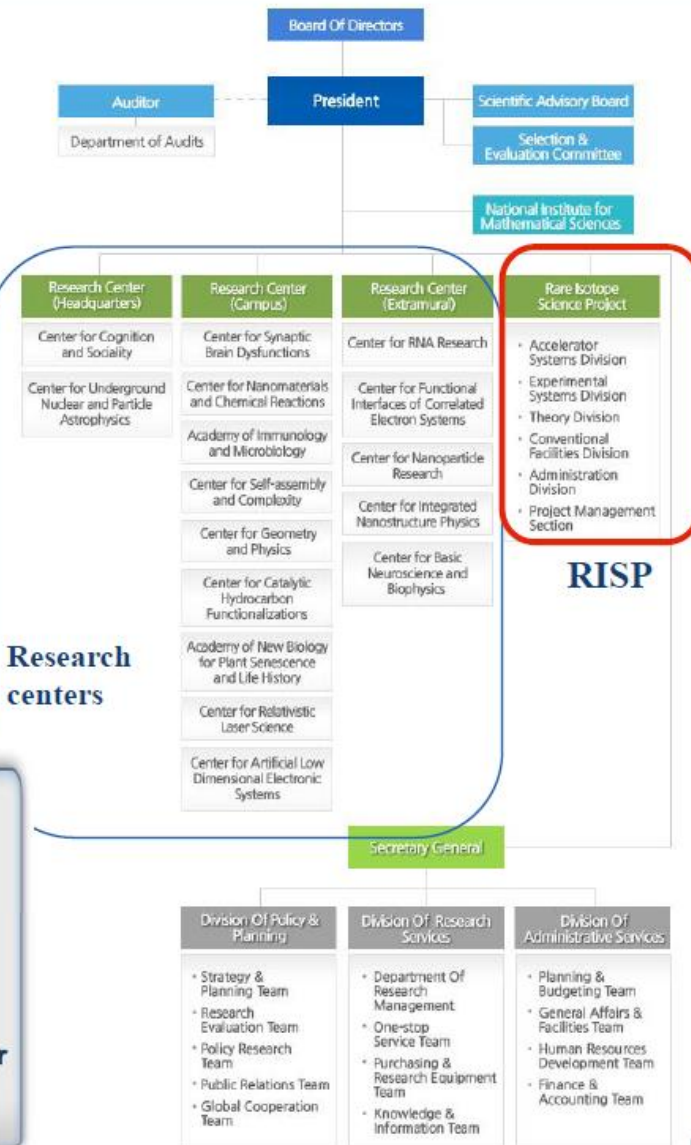 Board Of Directors
Auditor
President
Scientific Advisory Board
Department of Audits
Selection &
Evaluation Committee
National Institute for
Mathematical Sciences
Research Center
(Headquarters)
Center for Cognition
and Sociality
Center for Underground
Nuclear and Particle
Astrophysics
Research Center
(Campus)
Center for Synaptic
Brain Dysfunctions
Center for Nanomaterials
and Chemical Reactions
Academy of Immunology
and Microbiology
Center for Self-assembly
and Complexity
Center for Geometry
and Physics
Center for Catalytic
Hydrocarbon
Functionalizations
Academy of New Biology
for Plant Senescence
and Life History
Center for Relativistic
Laser Science
Center for Artificial Low
Dimensional Electronic
Systems
Research Center
(Extramural)
Center for RNA Research
Center for Functional
Interfaces of Correlated
Electron Systems
Center for Nanoparticle
Research
Center for Integrated
Nanostructure Physics
Center for Basic
Neuroscience and
Biophysics
Rare Isotope
Science Project
• Accelerator
Systems Division
• Experimental
Systems Division
• Theory Division
• Conventional
Facilities Division
• Administration
Division
• Project Management
Section
RISP
Research
centers
Secretary General
Division Of Policy &
Planning
• Strategy &
Planning Team
• Research
Evaluation Team
• Policy Research
Team
• Public Relations Team
• Global Cooperation
Team
Division Of Research
Services
• Department Of
Research
Management
• One-stop
Service Team
• Purchasing &
Research Equipment
Team
• Knowledge &
Information Team
Division Of
Administrative Services
• Planning &
Budgeting Team
• General Affairs &
Facilities Team
• Human Resources
Development Team
• Finance &
Accounting Team